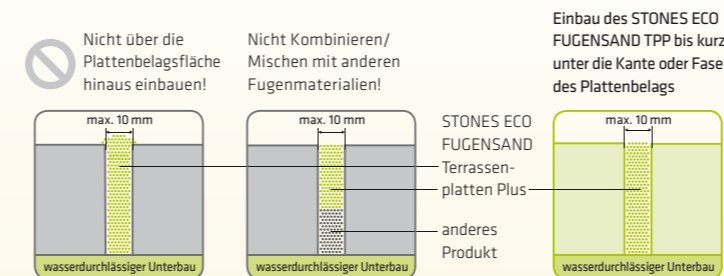 Nicht über die
Plattenbelagsfläche
hinaus einbauen!
Nicht Kombinieren/
Mischen mit anderen
Fugenmaterialien!
Einbau des STONES ECO
FUGENSAND TPP bis kurz
unter die Kante oder Fase
des Plattenbelags
max. 10 mm
max. 10 mm
STONES ECO
FUGENSAND
Terrassen-
platten Plus
anderes
Produkt
max. 10 mm
wasserdurchlässiger Unterbau
wasserdurchlässiger Unterbau
wasserdurchlässiger Unterbau